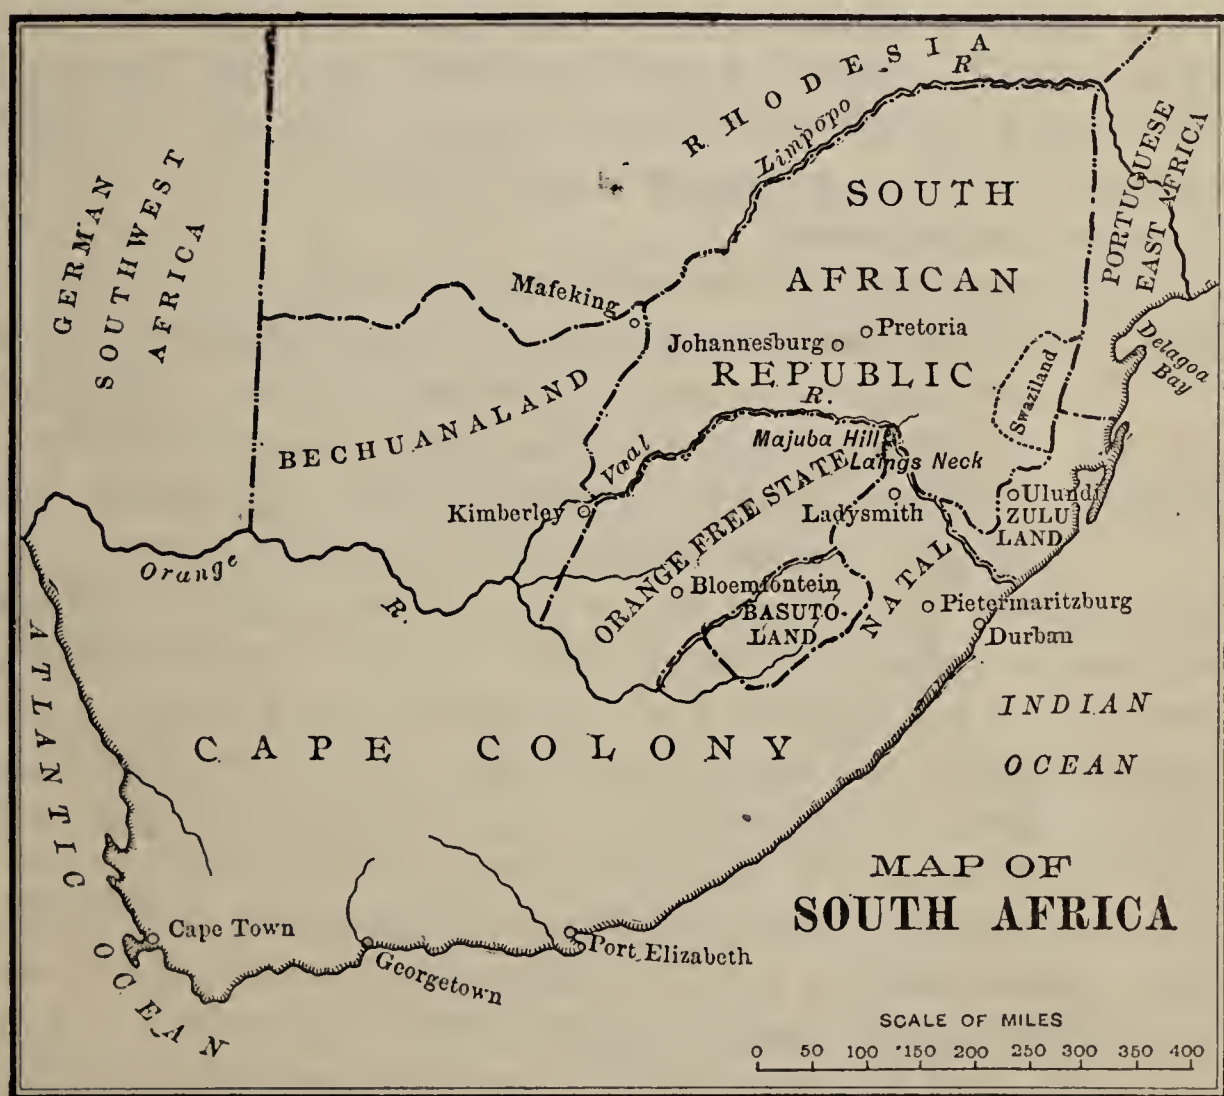 RHODESIA
Limpopo
R
GERMAN
SOUTHWEST
AFRICA
PORTUGUESE
EAST AFRICA
SOUTH
AFRICAN
REPUBLIC
Mafeking
Pretoria
Johannesburg
Delagoa
Bay
Swaziland
BECHUANALAND
R.
Vaal
Majuba Hill
Laings Neck
Kimberley
ORANGE FREE STATE
Ladysmith
Ulundi
ZULU
LAND
Orange
R.
Bloemfontein
BASUTO-
LAND
NATAL
Pietermaritzburg
Durban
ATLANTIC
OCEAN
INDIAN
OCEAN
CAPE COLONY
MAP OF
SOUTH AFRICA
Cape Town
Georgetown
Port Elizabeth
SCALE OF MILES
0 50 100 150 200 250 300 350 400